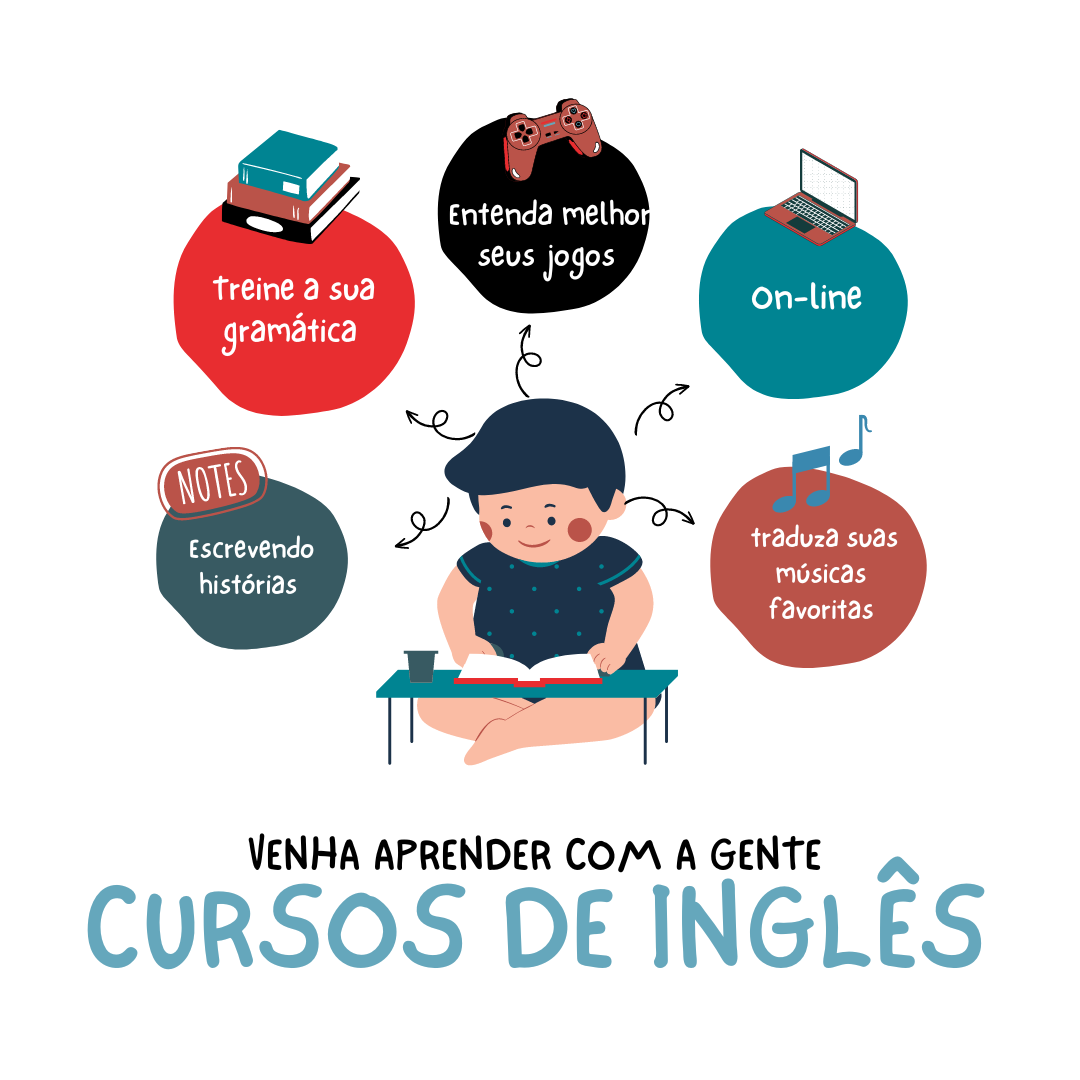 Entenda melhor
seus jogos
treine a sua
gramática
On-line
NOTES
Escrevendo
histórias
traduza suas
músicas
favoritas
VENHA APRENDER COM A GENTE
CURSOS DE INGLÊS